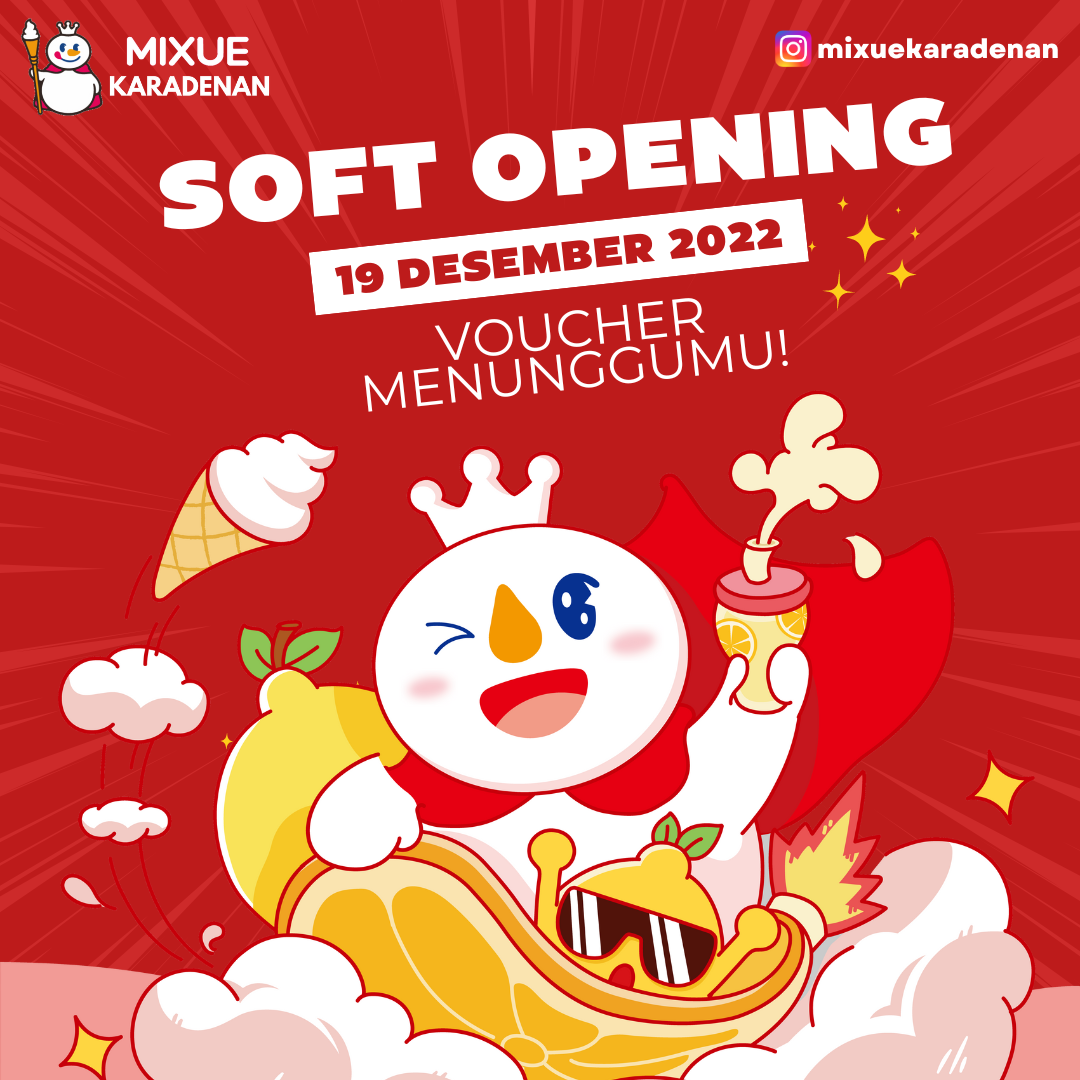 MIXUE
KARADENAN
mixuekaradenan
SOFT OPENING
19 DESEMBER 2022
VOUCHER
MENUNGGUMU!